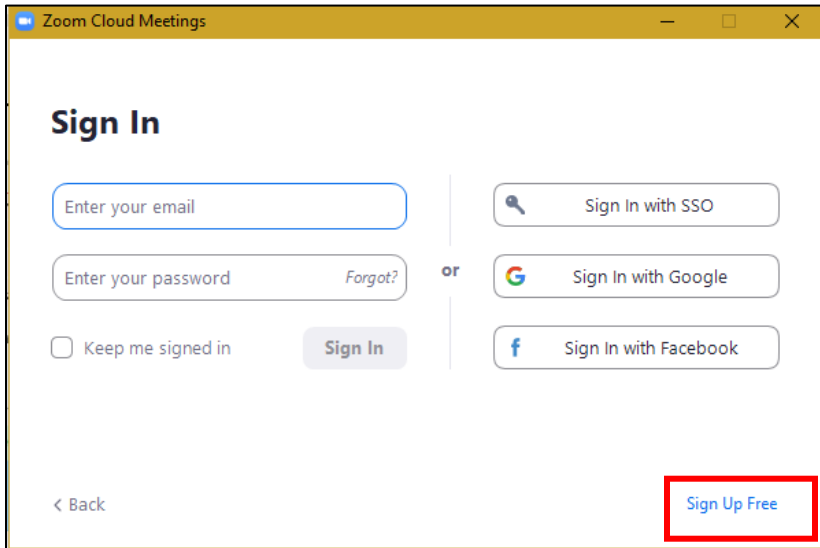 Zoom Cloud Meetings
Sign In
Enter your email
Enter your password Forgot?
Keep me signed in Sign In
or
Sign In with SSO
Sign In with Google
Sign In with Facebook
< Back
Sign Up Free